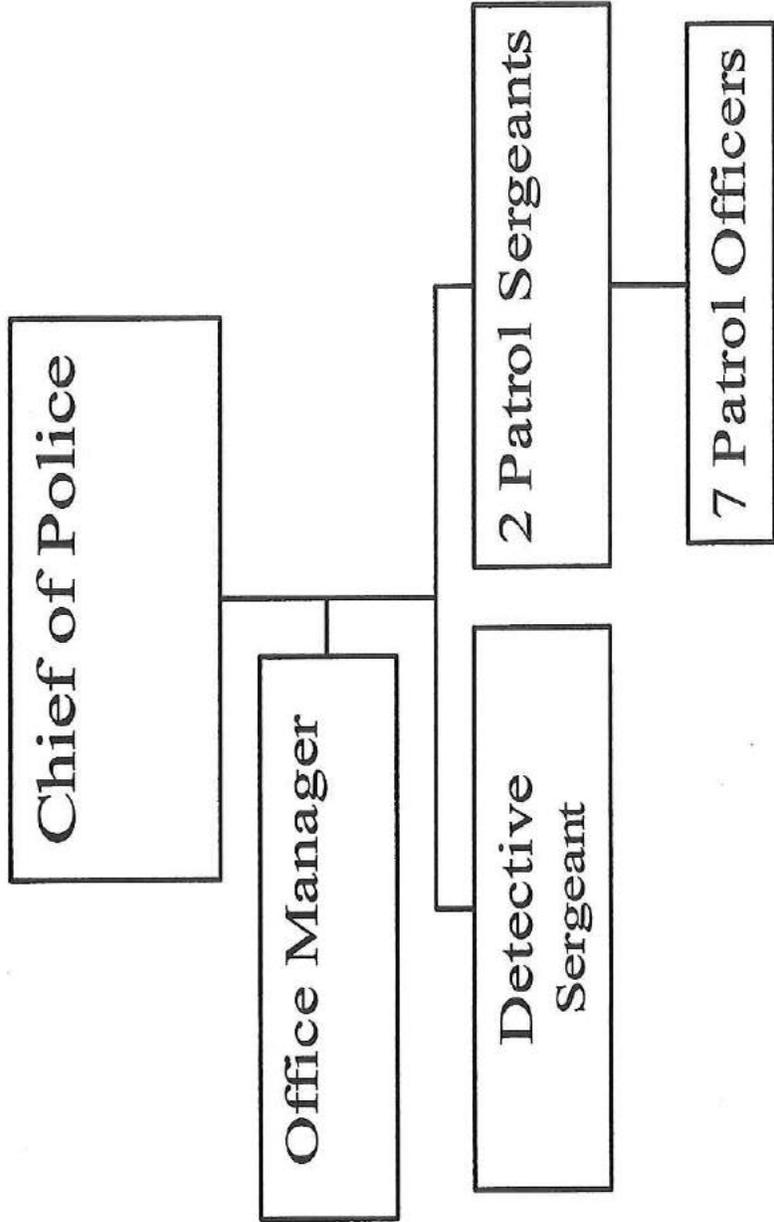 Chief of Police
Office Manager
Detective
Sergeant
2 Patrol Sergeants
7 Patrol Officers